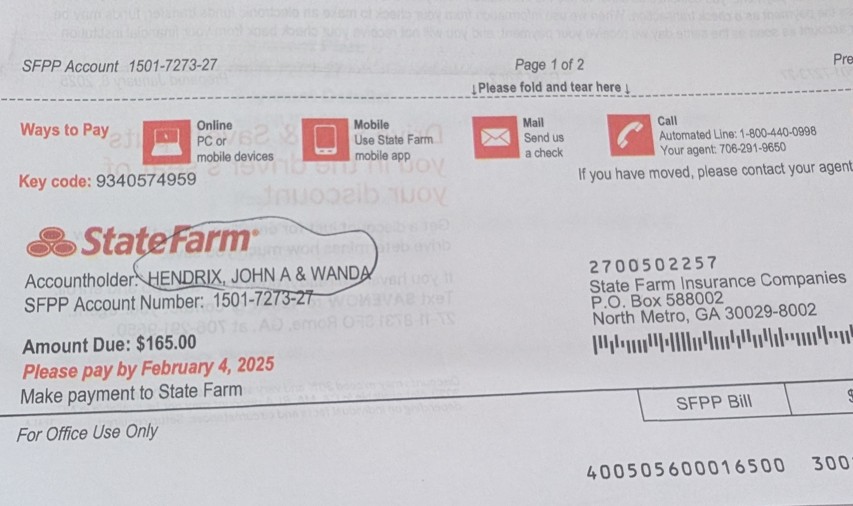 SFPP Account 1501-7273-27
Page 1 of 2
Pre
Please fold and tear here
Ways to Pay
Online
PC or
mobile devices
Mobile
Use State Farm
mobile app
Mail
Send us
a check
Call
Automated Line: 1-800-440-0998
Your agent: 706-291-9650
Key code: 9340574959
If you have moved, please contact your agent
StateFarm
Accountholder: HENDRIX, JOHN A & WANDA
SFPP Account Number: 1501-7273-27
2700502257
State Farm Insurance Companies
P.O. Box 588002
North Metro, GA 30029-8002
Amount Due: $165.00
Please pay by February 4, 2025
Make payment to State Farm
SFPP Bill
$
For Office Use Only
400505600016500 300